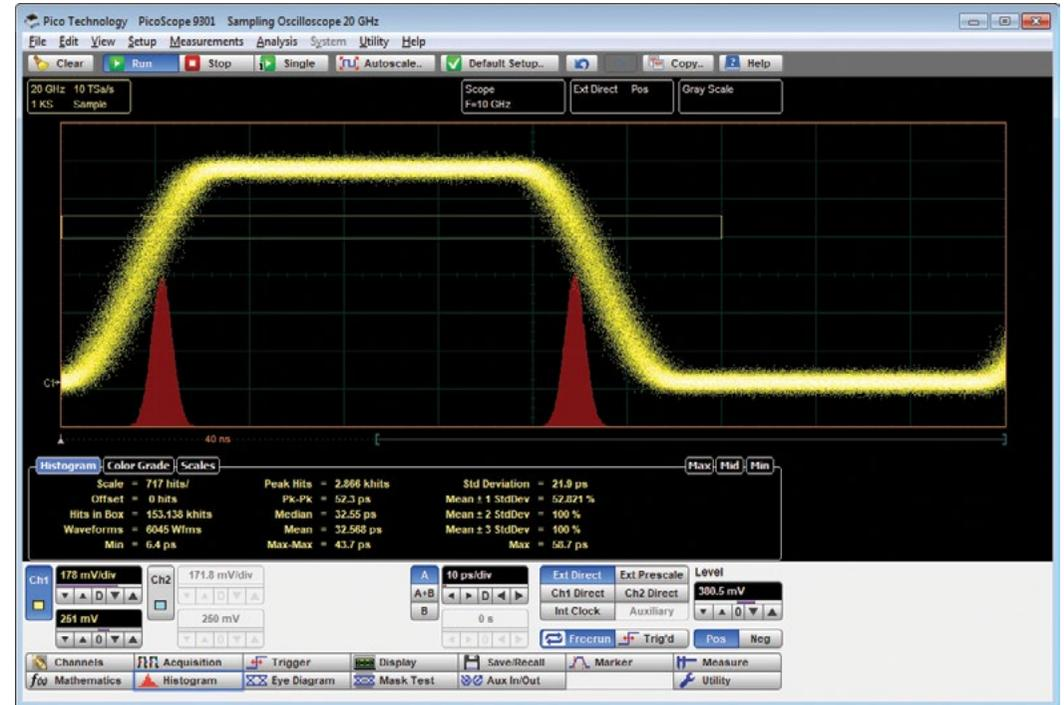 Pico Technology PicoScope 9301 Sampling Oscilloscope 20 GHz
File Edit View Setup Measurements Analysis System Utility Help
Clear Run Stop Single Autoscale.. Default Setup.. Copy.. Help
20 GHz 10 TSa/s
1 KS Sample
Scope
F=10 GHz
Ext Direct Pos
Gray Scale
C1
40 ns
Histogram Color Grade Scales Max Mid Min
Scale = 717 hits/ Peak Hits = 2.866 khits Std Deviation = 21.9 ps
Offset = 0 hits Pk-Pk = 52.3 ps Mean ± 1 StdDev = 52.821 %
Hits in Box = 153.138 khits Median = 32.55 ps Mean ± 2 StdDev = 100 %
Waveforms = 6045 Wfms Mean = 32.568 ps Mean ± 3 StdDev = 100 %
Min = 6.4 ps Max-Max = 43.7 ps Max = 58.7 ps
Ch1 178 mV/div Ch2 171.8 mV/div A 10 ps/div Ext Direct Ext Prescale Level
D D A+B D Ch1 Direct Ch2 Direct 380.5 mV
251 mV 250 mV B 0 s Int Clock Auxiliary 0
0 0 0 Freerun Trig'd Pos Neg
Channels Acquisition Trigger Display Save/Recall Marker Measure
f(x) Mathematics Histogram Eye Diagram Mask Test Aux In/Out Utility